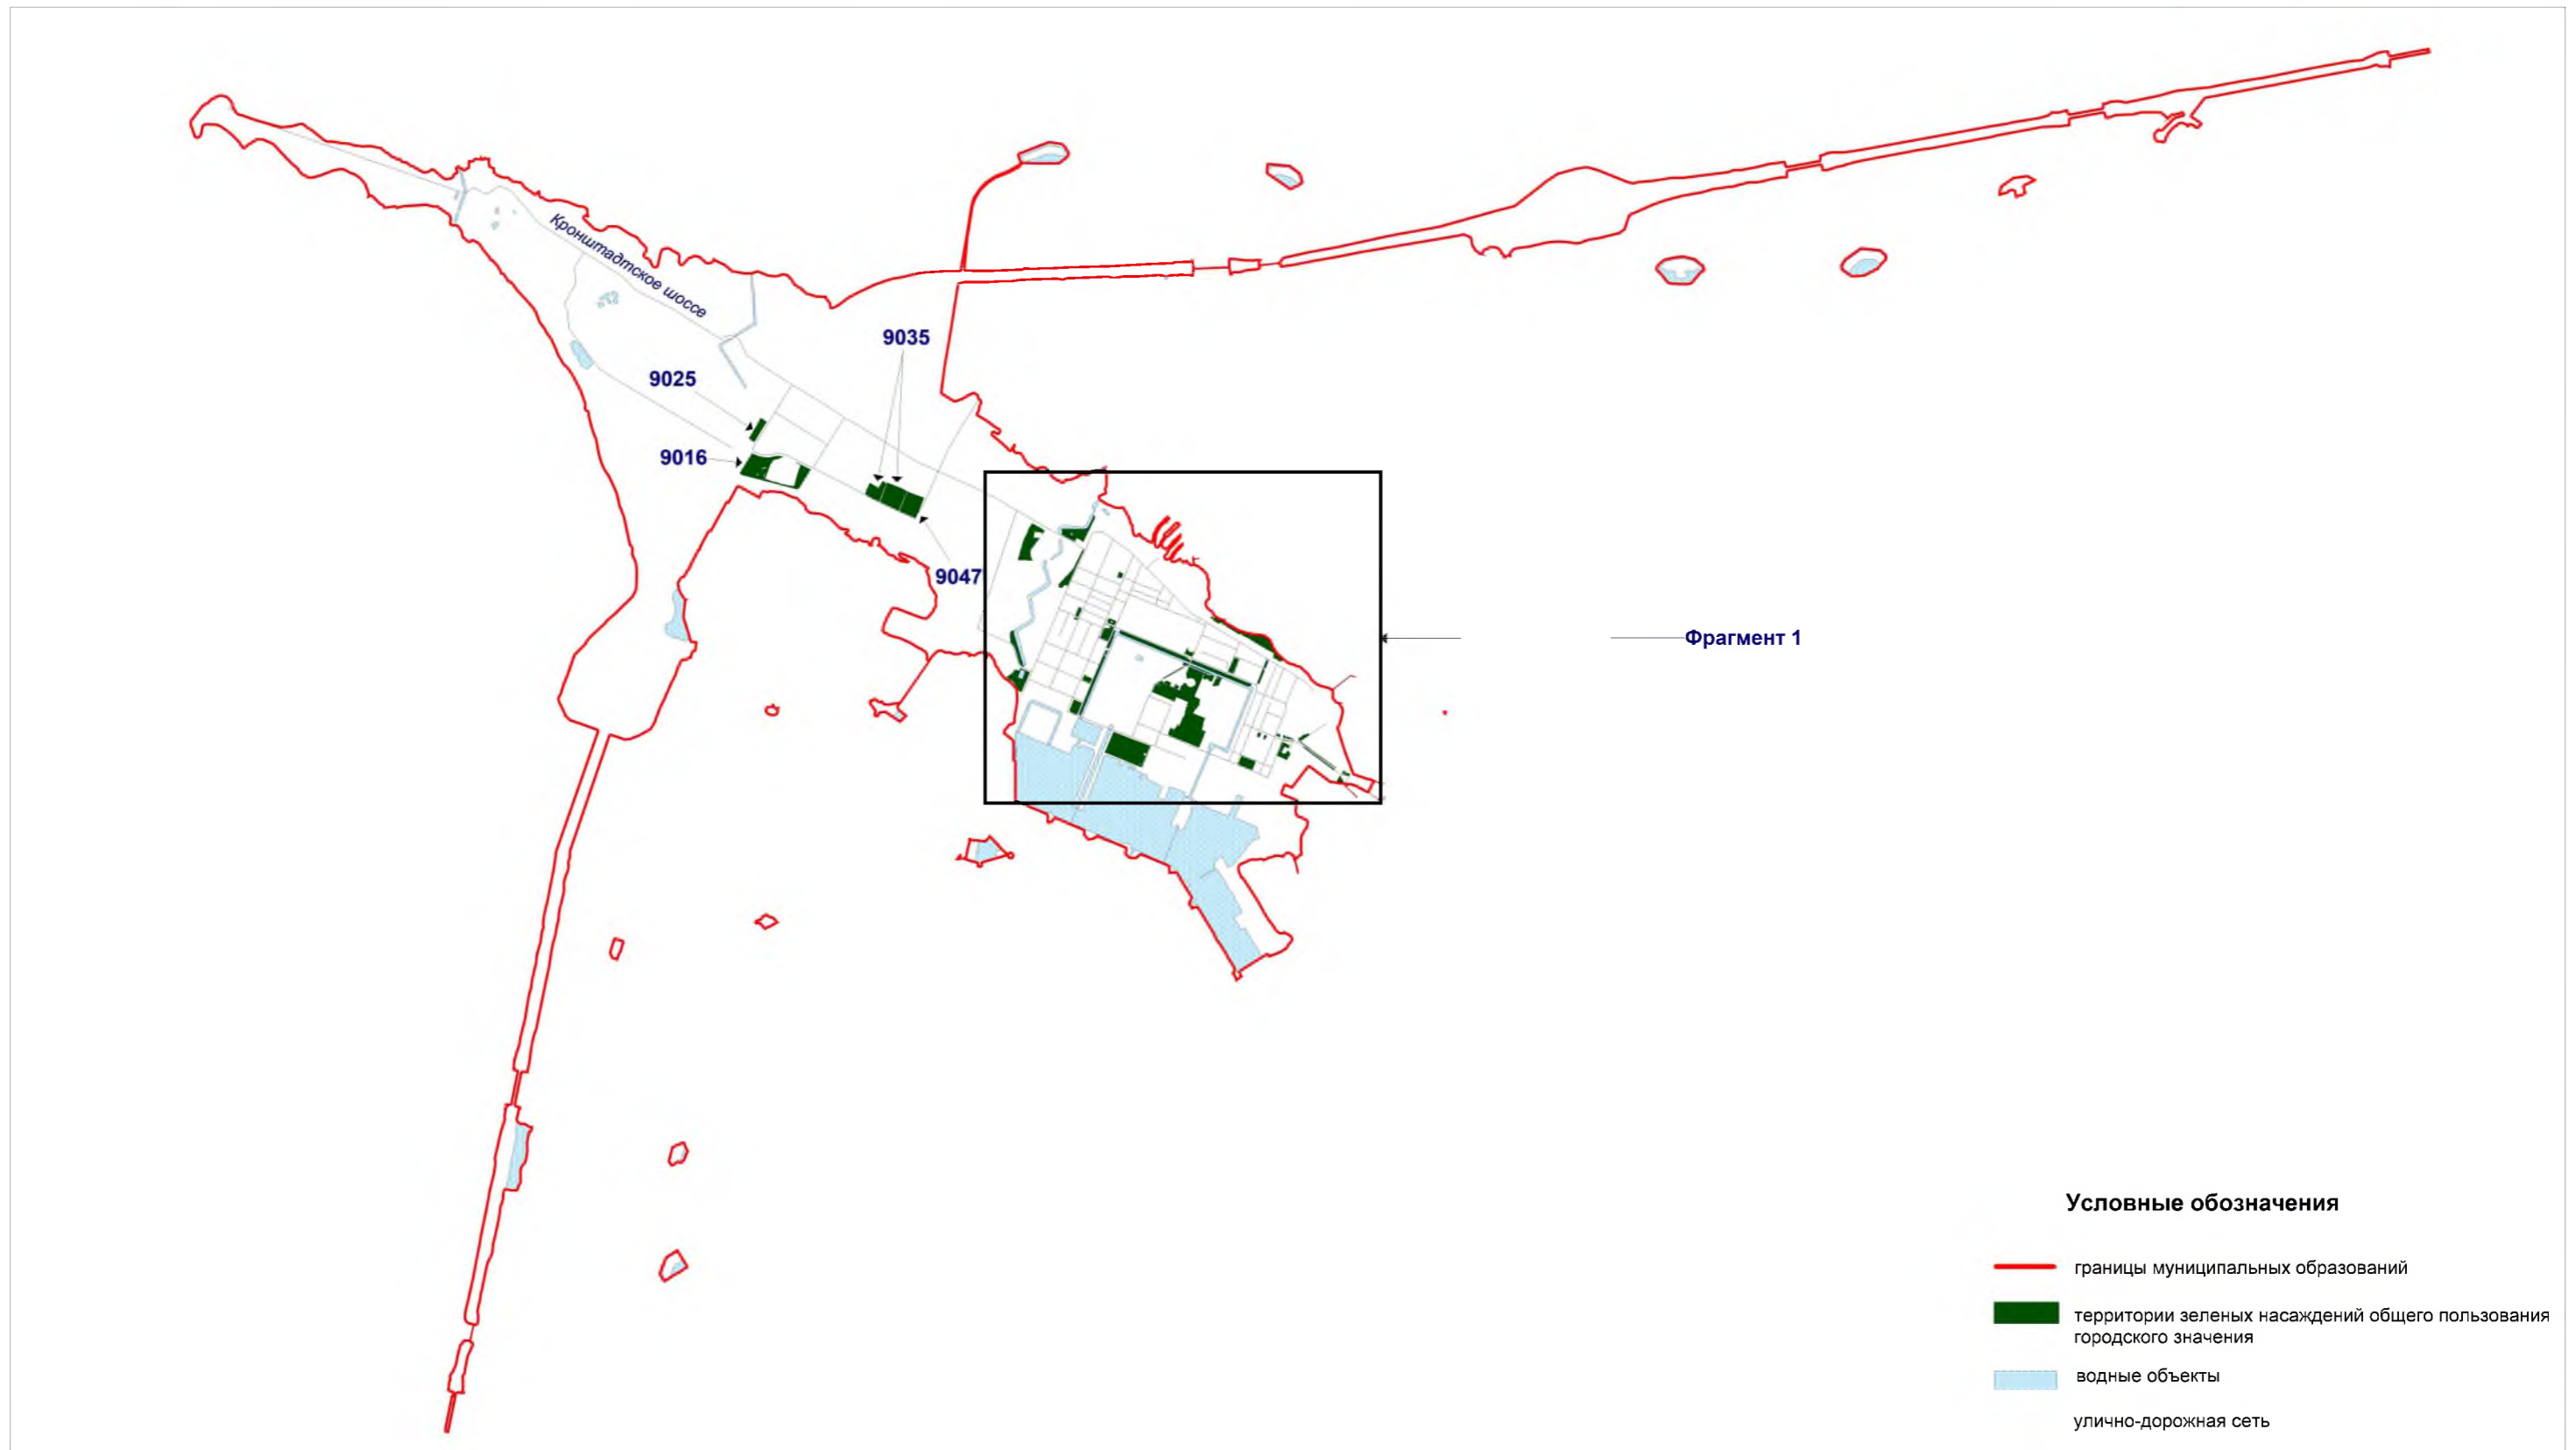 Кронштадтское шоссе
9035
9025
9016
9047
Фрагмент 1
Условные обозначения
границы муниципальных образований
территории зеленых насаждений общего пользования
городского значения
водные объекты
улично-дорожная сеть